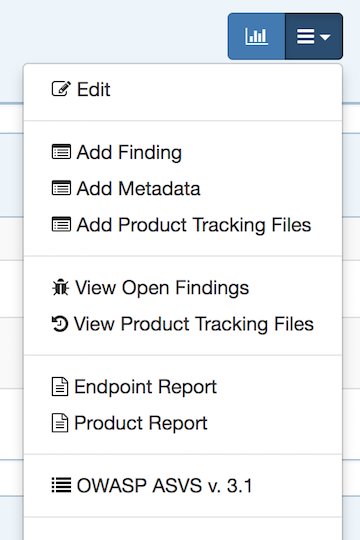 Edit
Add Finding
Add Metadata
Add Product Tracking Files
View Open Findings
View Product Tracking Files
Endpoint Report
Product Report
OWASP ASVS v. 3.1